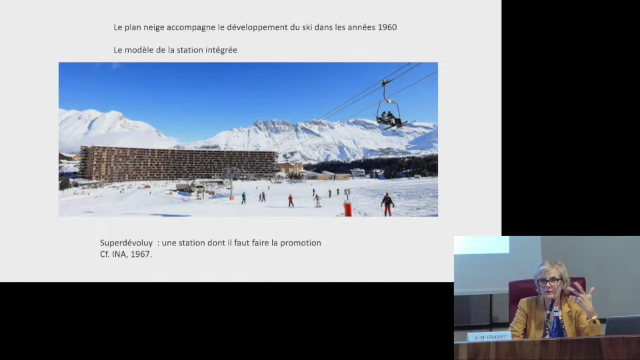 Le plan neige accompagne le développement du ski dans les années 1960
Le modèle de la station intégrée
Superdévoluy  : une station dont il faut faire la promotion
Cf. INA, 1967.